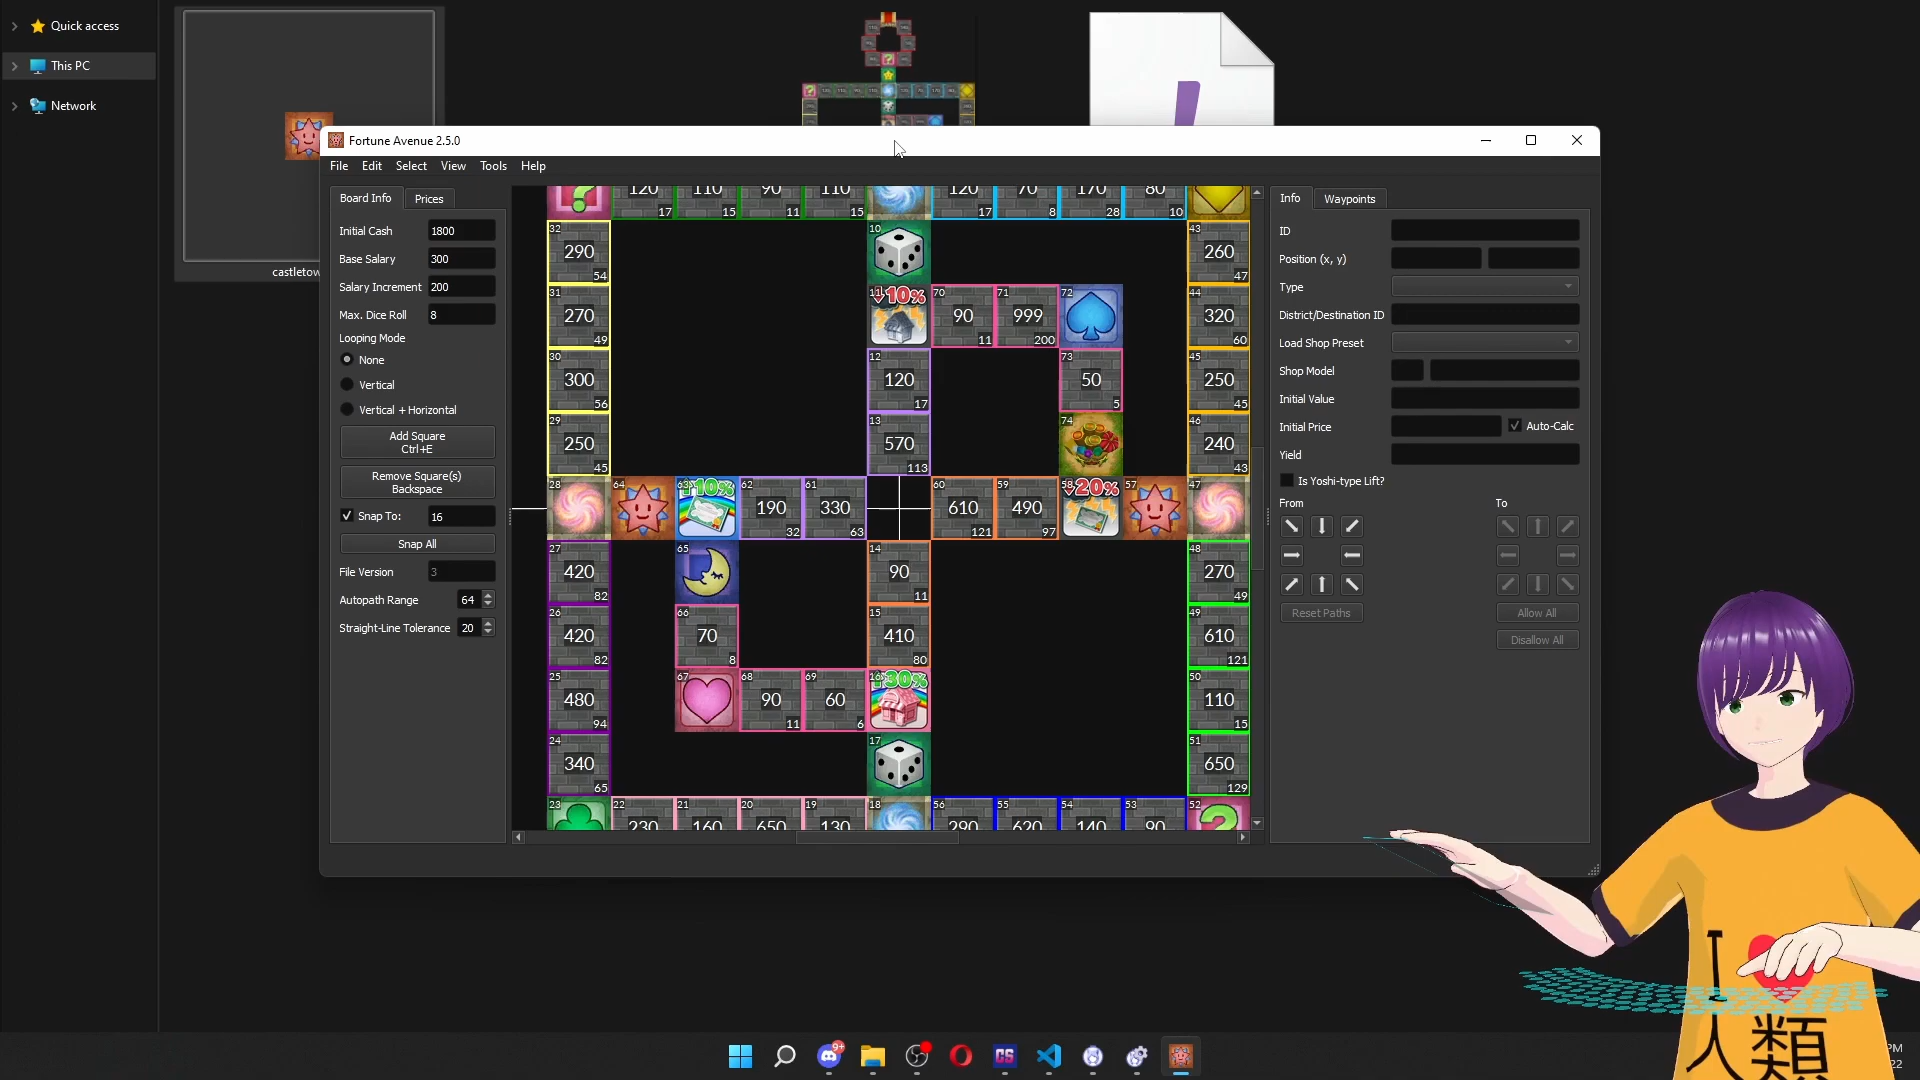 Quick access
This PC
Network
castletow
Fortune Avenue 2.5.0
File Edit Select View Tools Help
Board Info Prices
Initial Cash 1800
Base Salary 300
Salary Increment 200
Max. Dice Roll 8
Looping Mode
None
Vertical
Vertical + Horizontal
Add Square
Ctrl+E
Remove Square(s)
Backspace
Snap To: 16
Snap All
File Version 3
Autopath Range 64
Straight-Line Tolerance 20
120 110 90 110 120 70 170 80
17 15 11 15 17 8 28 10
32 10 43
290 260
54 47
31 11 70 71 72 44
10%
270 90 999 320
49 11 200 60
30 12 73 45
300 120 50 250
56 17 5 45
29 13 74 46
250 570 240
45 113 43
28 64 63 62 61 60 59 58 57 47
10% 20%
190 330 610 490
32 63 121 97
27 65 14 48
420 90 270
82 11 49
26 66 15 49
420 70 410 610
82 8 80 121
25 67 68 69 16 50
30%
480 90 60 110
94 11 6 15
24 17 51
340 650
65 129
23 22 21 20 19 18 56 55 54 53 52
230 160 650 130 290 620 140 90
Info Waypoints
ID
Position (x, y)
Type
District/Destination ID
Load Shop Preset
Shop Model
Initial Value
Initial Price Auto-Calc
Yield
Is Yoshi-type Lift?
From To
Reset Paths Allow All
Disallow All
9+
CS
PM
22
I
人類